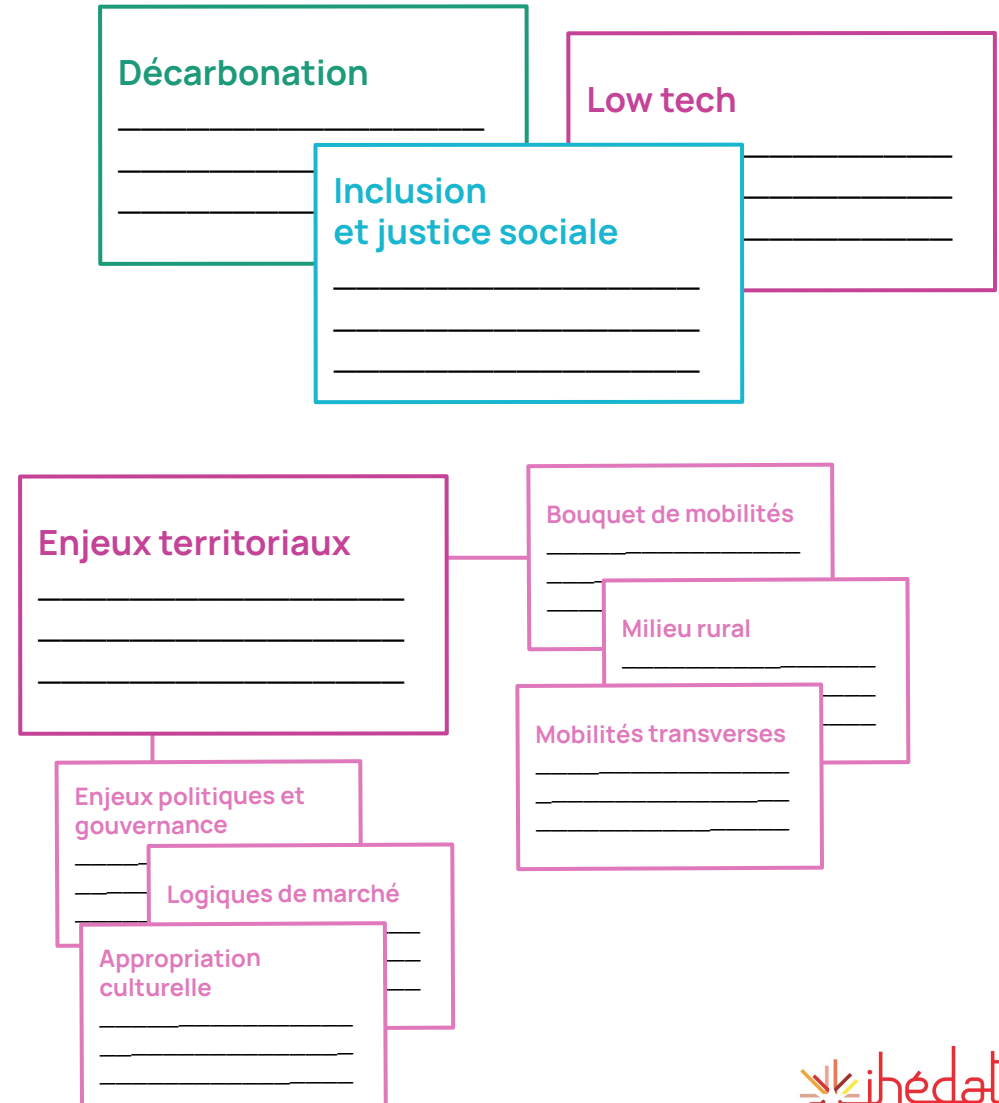 Décarbonation
Low tech
Inclusion
et justice sociale
Enjeux territoriaux
Bouquet de mobilités
Milieu rural
Mobilités transverses
Enjeux politiques et
gouvernance
Logiques de marché
Appropriation
culturelle
ihédat